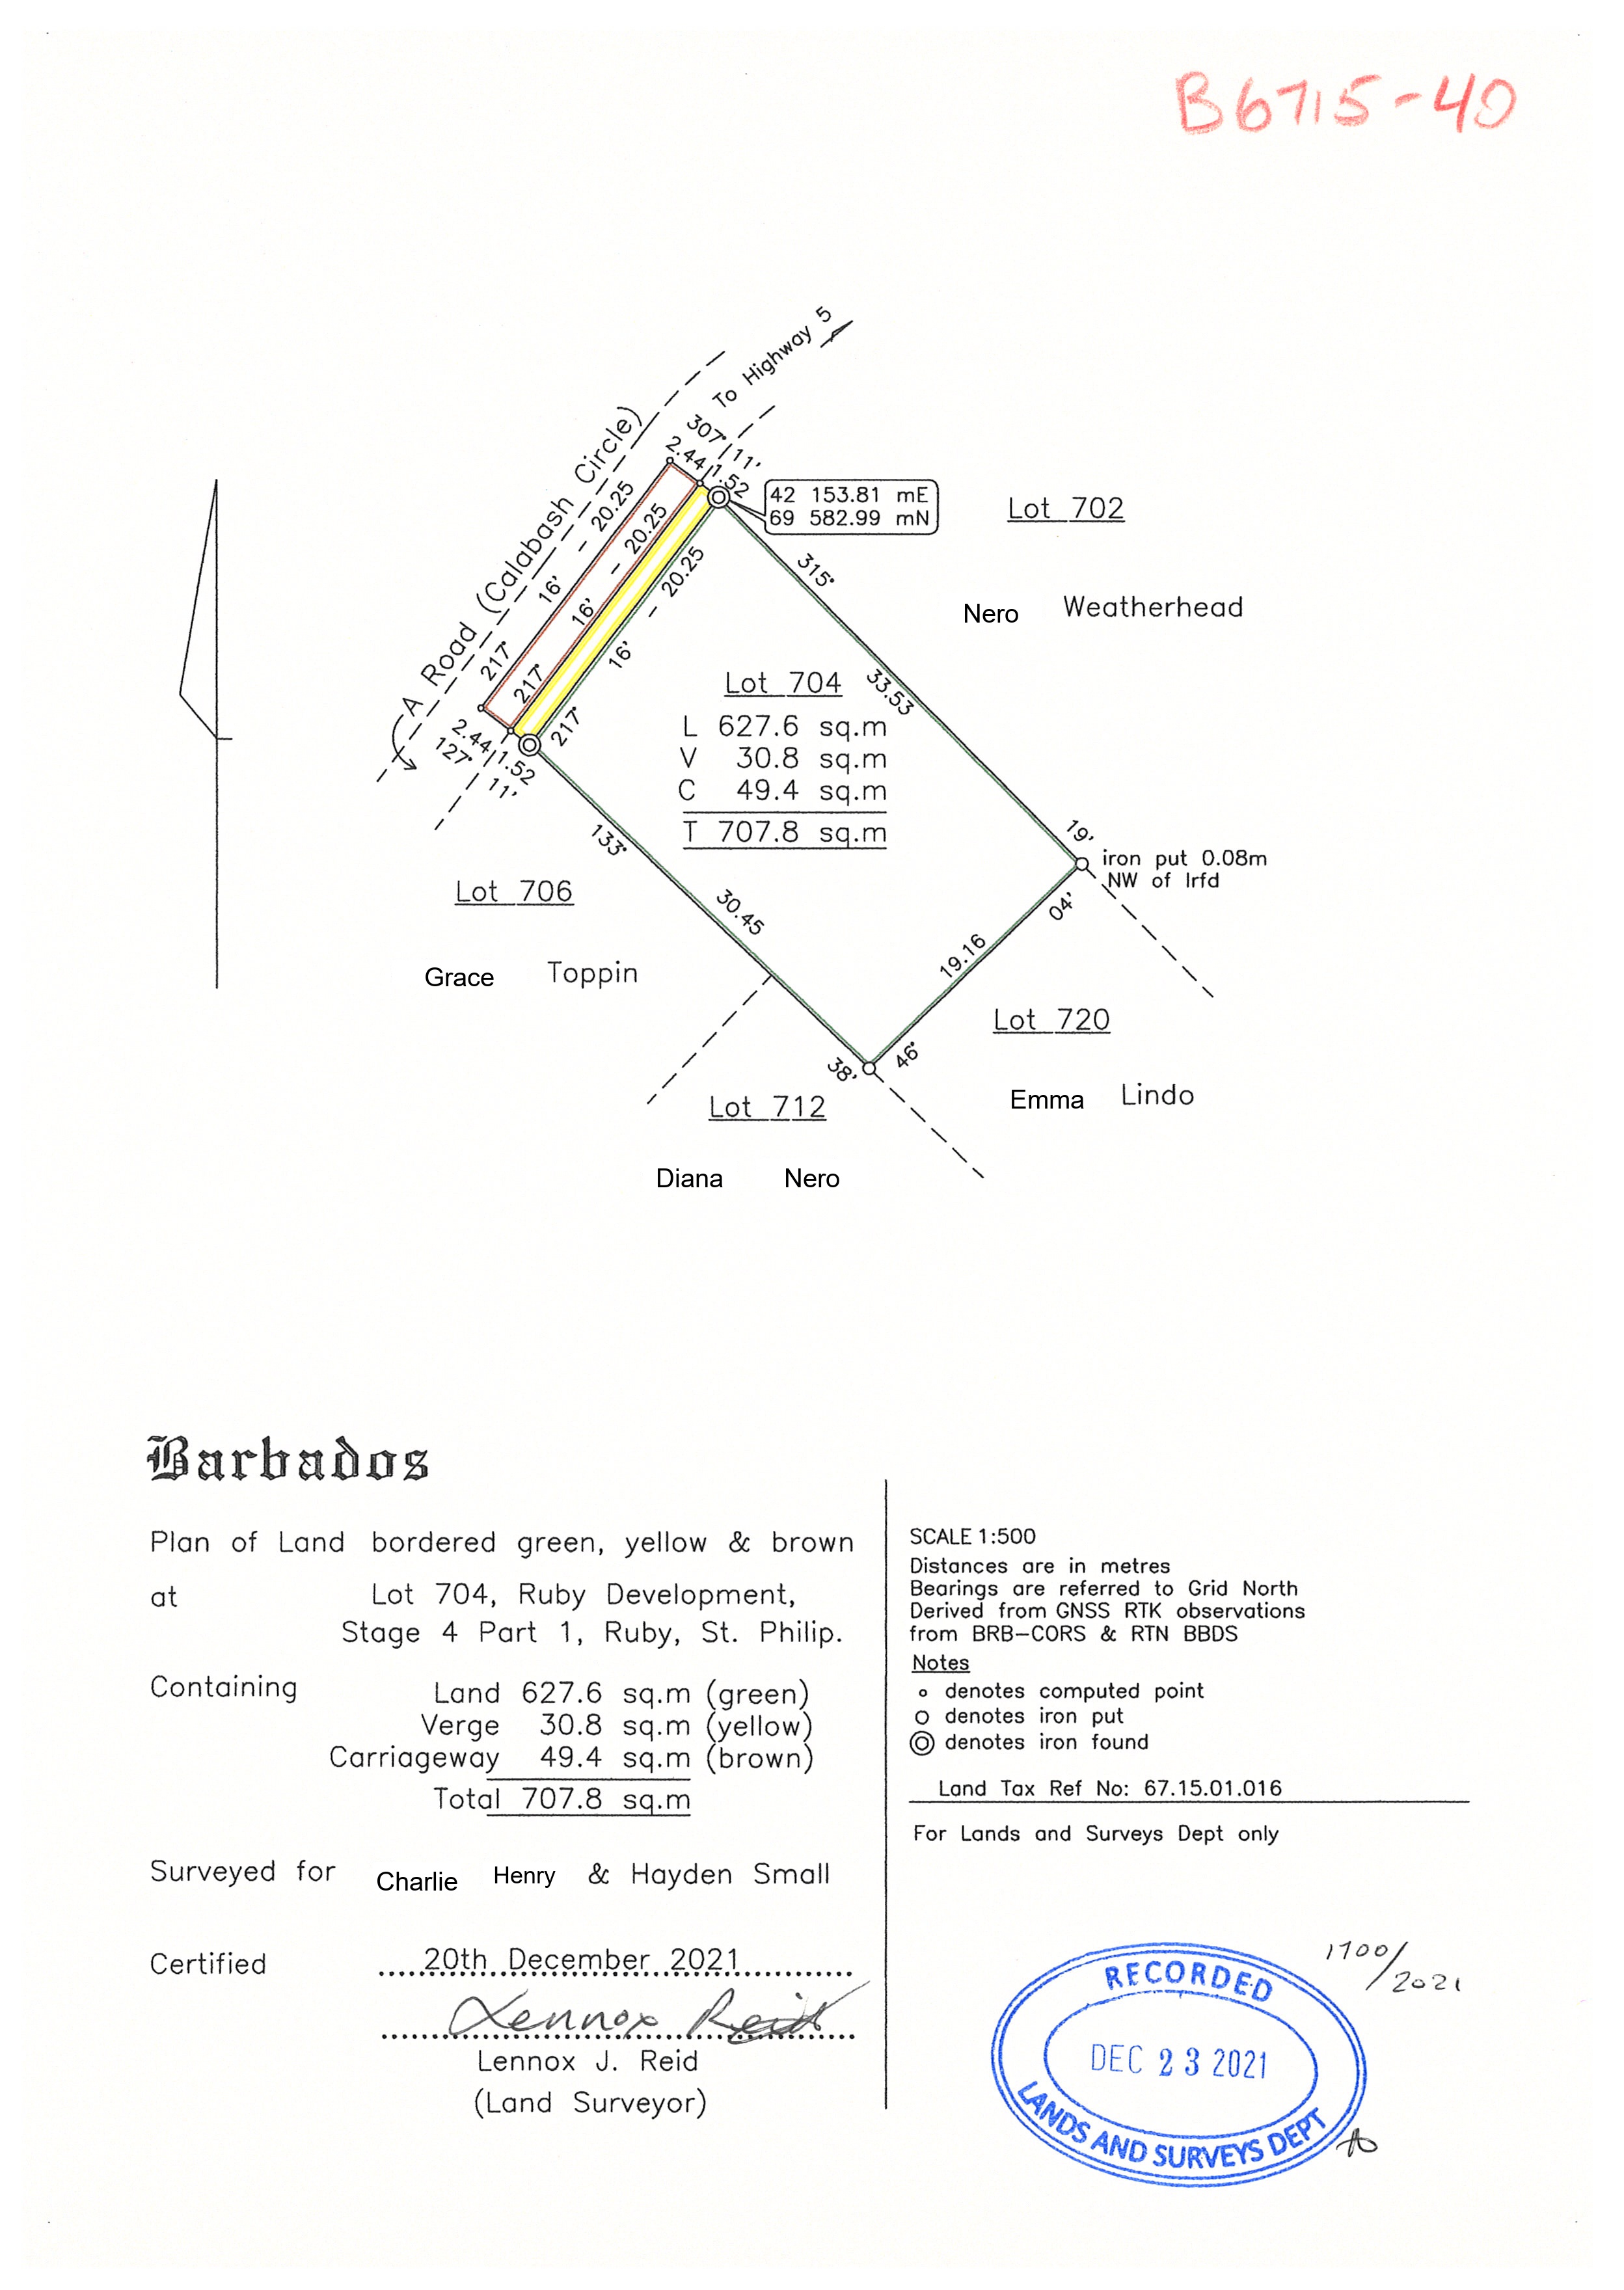 B6715-40
To Highway 5
A Road (Calabash Circle)
307° 11'
2.44 1.52
42 153.81 mE
69 582.99 mN
217° 16' - 20.25
217° 16' - 20.25
217° 16' - 20.25
2.44 1.52
127° 11'
Lot 702
Nero Weatherhead
315° 19'
33.53
Lot 704
L 627.6 sq.m
V 30.8 sq.m
C 49.4 sq.m
T 707.8 sq.m
iron put 0.08m
NW of Irfd
133° 38'
30.45
46° 04'
19.16
Lot 706
Grace Toppin
Lot 720
Emma Lindo
Lot 712
Diana Nero
Barbados
Plan of Land bordered green, yellow & brown
at Lot 704, Ruby Development,
Stage 4 Part 1, Ruby, St. Philip.
Containing Land 627.6 sq.m (green)
Verge 30.8 sq.m (yellow)
Carriageway 49.4 sq.m (brown)
Total 707.8 sq.m
Surveyed for Charlie Henry & Hayden Small
Certified 20th December 2021
Lennox Reid
Lennox J. Reid
(Land Surveyor)
SCALE 1:500
Distances are in metres
Bearings are referred to Grid North
Derived from GNSS RTK observations
from BRB-CORS & RTN BBDS
Notes
o denotes computed point
O denotes iron put
◎ denotes iron found
Land Tax Ref No: 67.15.01.016
For Lands and Surveys Dept only
1700/2021
RECORDED
DEC 23 2021
LANDS AND SURVEYS DEPT